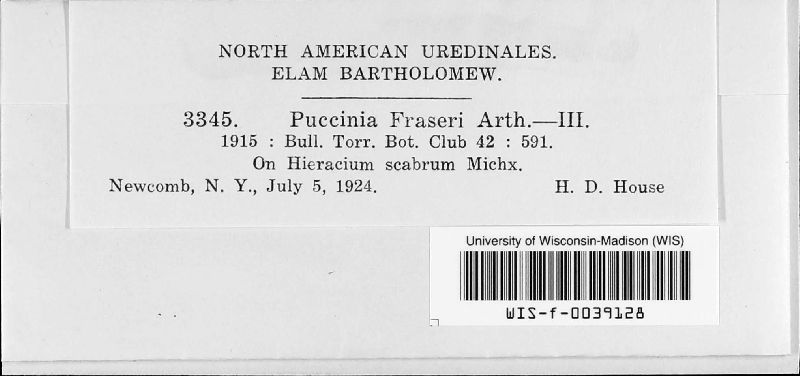 NORTH AMERICAN UREDINALES.
ELAM BARTHOLOMEW.
3345. Puccinia Fraseri Arth.—III.
1915 : Bull. Torr. Bot. Club 42 : 591.
On Hieracium scabrum Michx.
Newcomb, N. Y., July 5, 1924. H. D. House
University of Wisconsin-Madison (WIS)
WIS-f-0039128